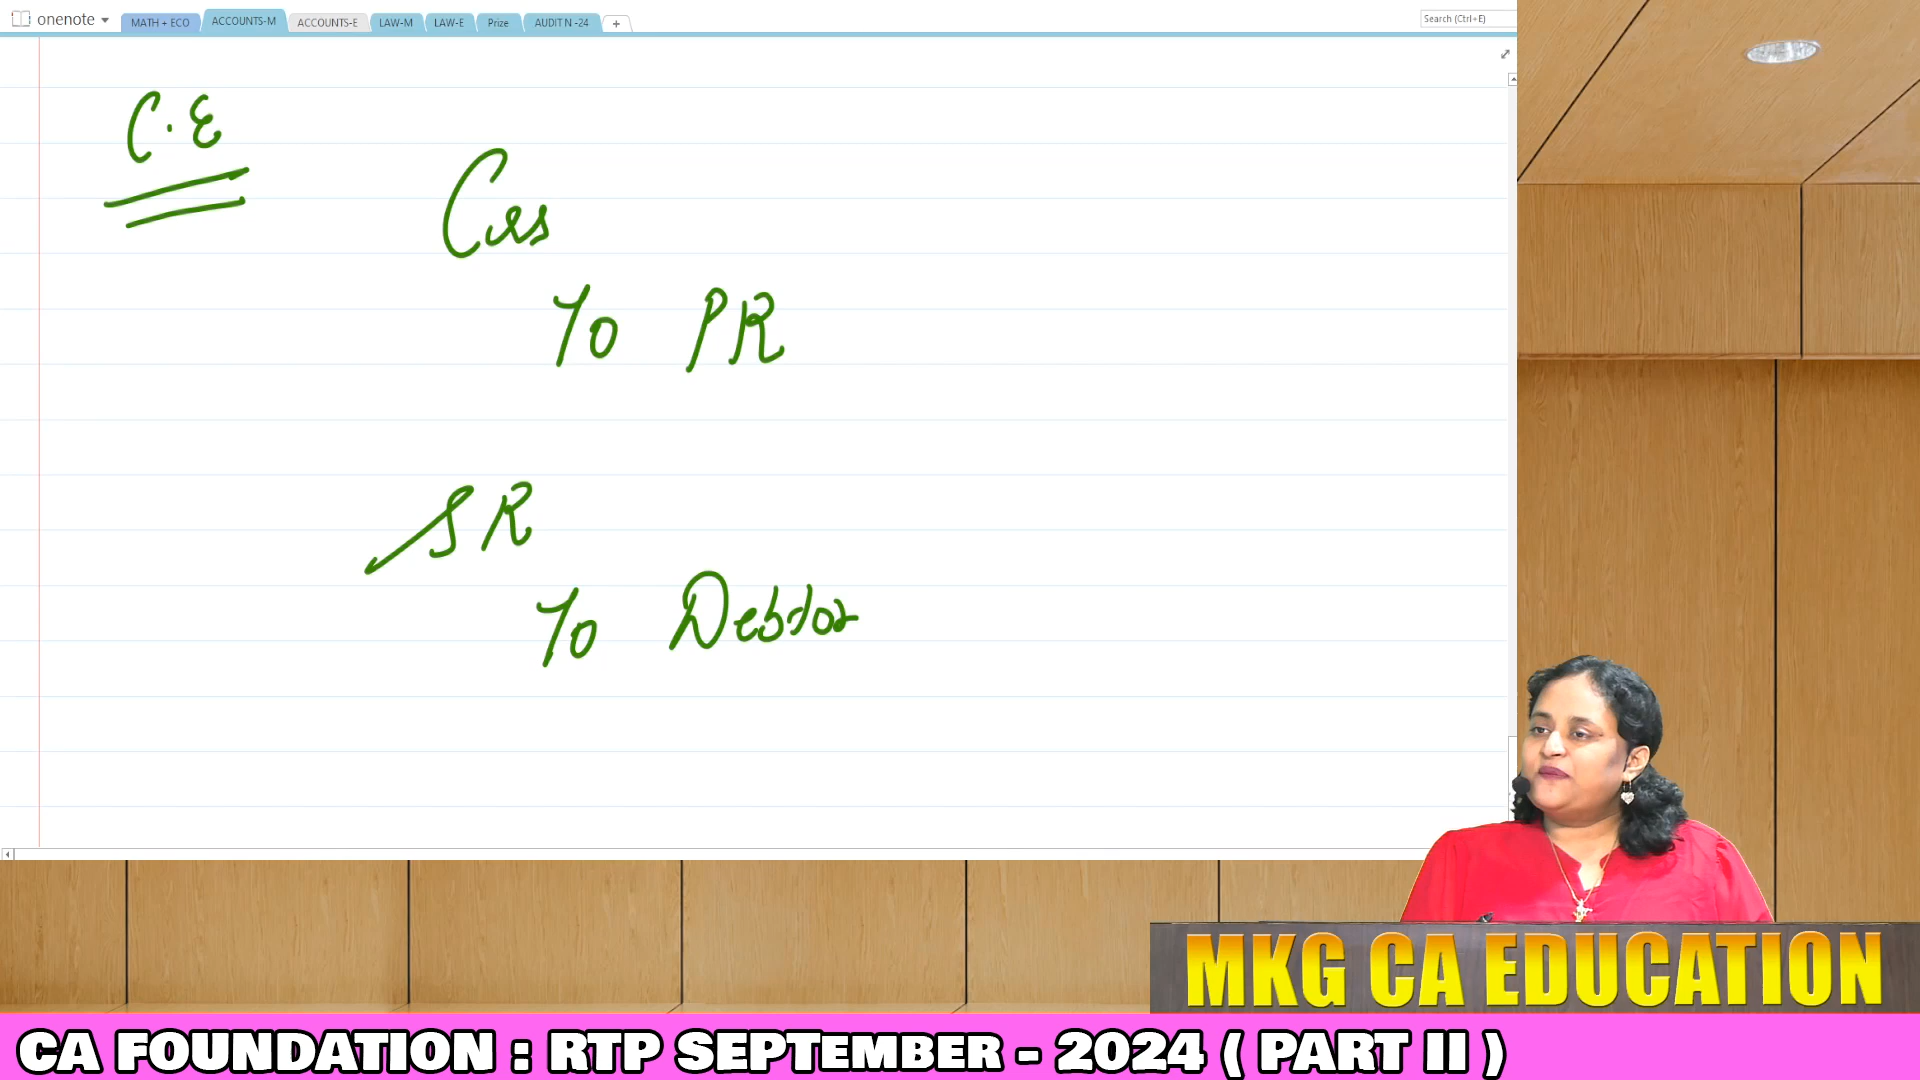 onenote
MATH + ECO
ACCOUNTS-M
ACCOUNTS-E
LAW-M
LAW-E
Prize
AUDIT N -24
+
Search (Ctrl+E)
C.E
Crs
To PR
SR
To Debtor
MKG CA EDUCATION
CA FOUNDATION : RTP SEPTEMBER - 2024 ( PART II )